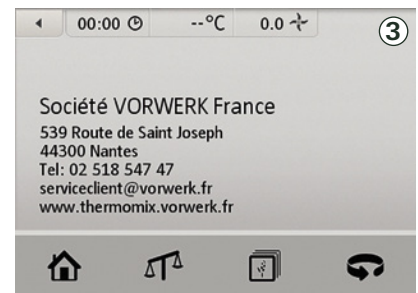 00:00 --°C 0.0 3
Société VORWERK France
539 Route de Saint Joseph
44300 Nantes
Tel: 02 518 547 47
serviceclient@vorwerk.fr
www.thermomix.vorwerk.fr